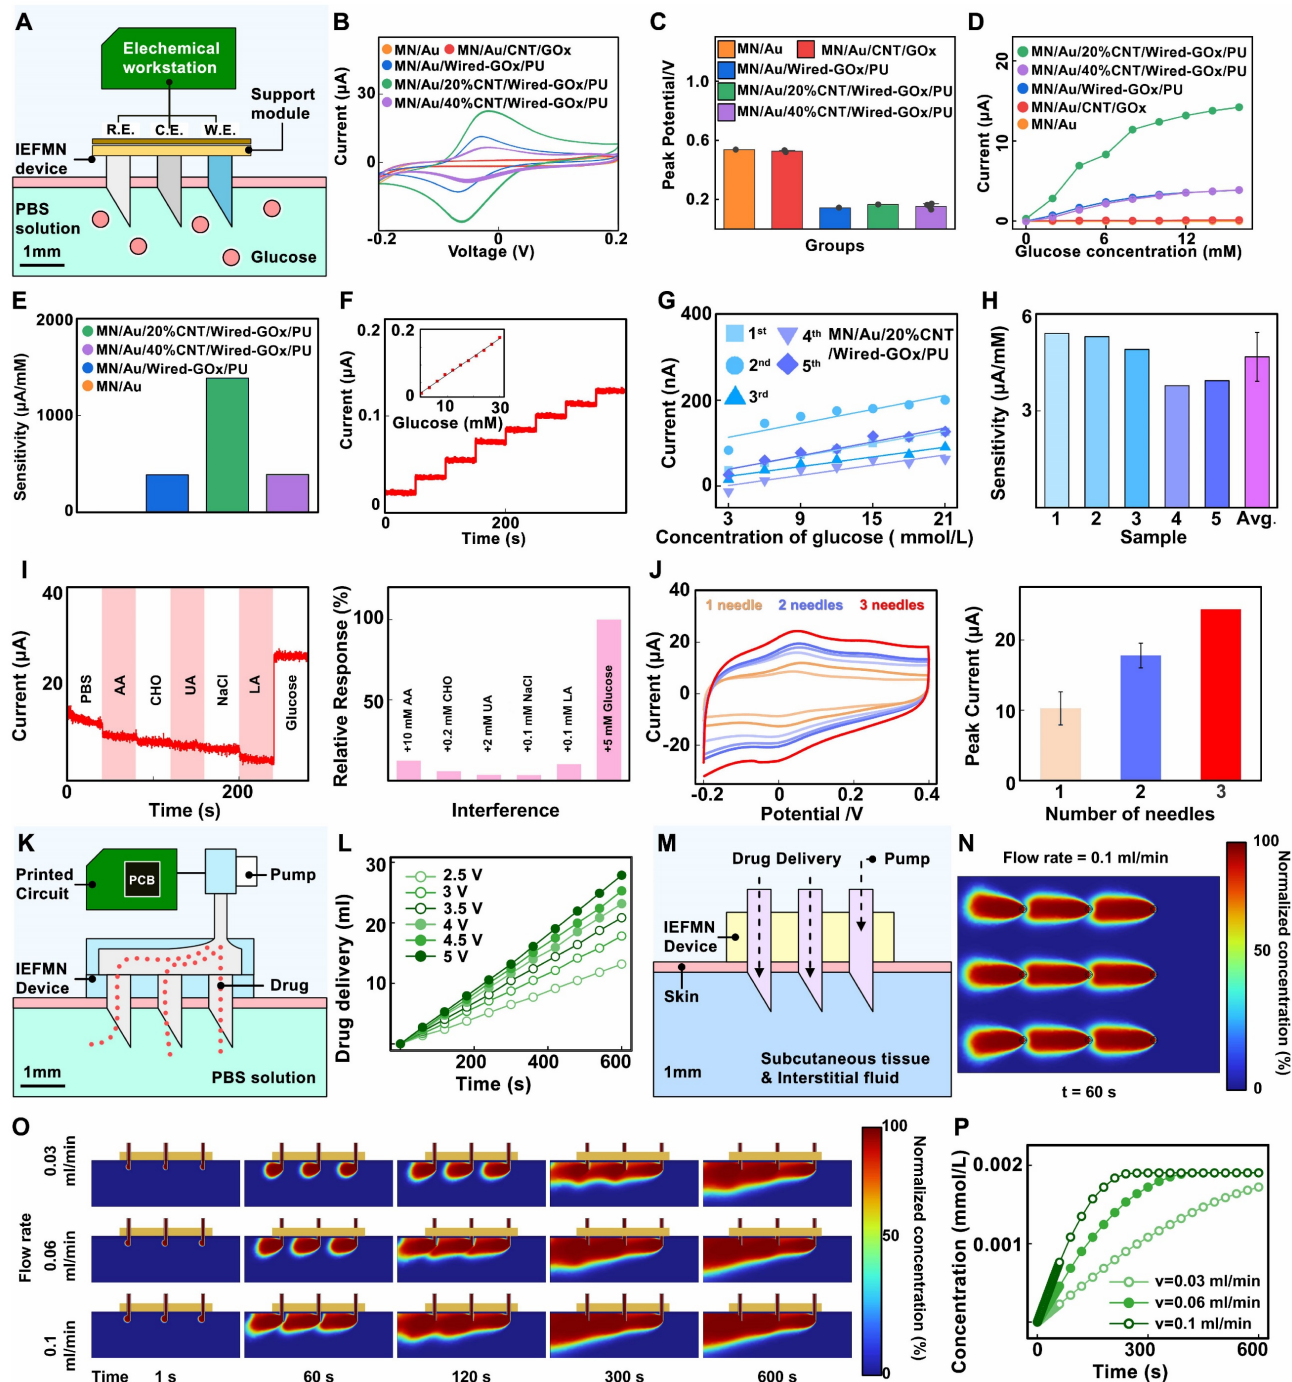 A
Elechemical
workstation
Support
module
R.E. C.E. W.E.
IEFMN
device
PBS
solution
1mm
Glucose
B
MN/Au
MN/Au/CNT/GOx
MN/Au/Wired-GOx/PU
MN/Au/20%CNT/Wired-GOx/PU
MN/Au/40%CNT/Wired-GOx/PU
Current (µA)
30
0
-0.2 0 0.2
Voltage (V)
C
MN/Au
MN/Au/CNT/GOx
MN/Au/Wired-GOx/PU
MN/Au/20%CNT/Wired-GOx/PU
MN/Au/40%CNT/Wired-GOx/PU
Peak Potential/V
1.0
0.6
0.2
Groups
D
MN/Au/20%CNT/Wired-GOx/PU
MN/Au/40%CNT/Wired-GOx/PU
MN/Au/Wired-GOx/PU
MN/Au/CNT/GOx
MN/Au
Current (µA)
20
10
0
0 6 12
Glucose concentration (mM)
E
MN/Au/20%CNT/Wired-GOx/PU
MN/Au/40%CNT/Wired-GOx/PU
MN/Au/Wired-GOx/PU
MN/Au
Sensitivity (µA/mM)
2000
1000
0
F
Current (µA)
0.2
0.1
0
0.2
0
10 30
Glucose (mM)
0 200
Time (s)
G
Current (nA)
400
200
0
1st
2nd
3rd
4th
5th
MN/Au/20%CNT
/Wired-GOx/PU
3 9 15 21
Concentration of glucose ( mmol/L)
H
Sensitivity (µA/mM)
6
3
1 2 3 4 5 Avg.
Sample
I
Current (µA)
40
20
0
PBS
AA
CHO
UA
NaCl
LA
Glucose
0 200
Time (s)
Relative Response (%)
100
50
+10 mM AA
+0.2 mM CHO
+2 mM UA
+0.1 mM NaCl
+0.1 mM LA
+5 mM Glucose
Interference
J
1 needle 2 needles 3 needles
Current (µA)
40
20
0
-20
-0.2 0 0.4
Potential /V
Peak Current (µA)
20
10
0
1 2 3
Number of needles
K
Printed
Circuit
PCB
Pump
IEFMN
Device
Drug
1mm
PBS solution
L
Drug delivery (ml)
30
20
10
2.5 V
3 V
3.5 V
4 V
4.5 V
5 V
200 400 600
Time (s)
M
Drug Delivery
Pump
IEFMN
Device
Skin
1mm
Subcutaneous tissue
& Interstitial fluid
N
Flow rate = 0.1 ml/min
t = 60 s
100
50
0
Normalized concentration (%)
O
Flow rate
0.03
ml/min
0.06
ml/min
0.1
ml/min
Time 1 s 60 s 120 s 300 s 600 s
100
50
0
Normalized concentration (%)
P
Concentration (mmol/L)
0.002
0.001
v=0.03 ml/min
v=0.06 ml/min
v=0.1 ml/min
0 300 600
Time (s)